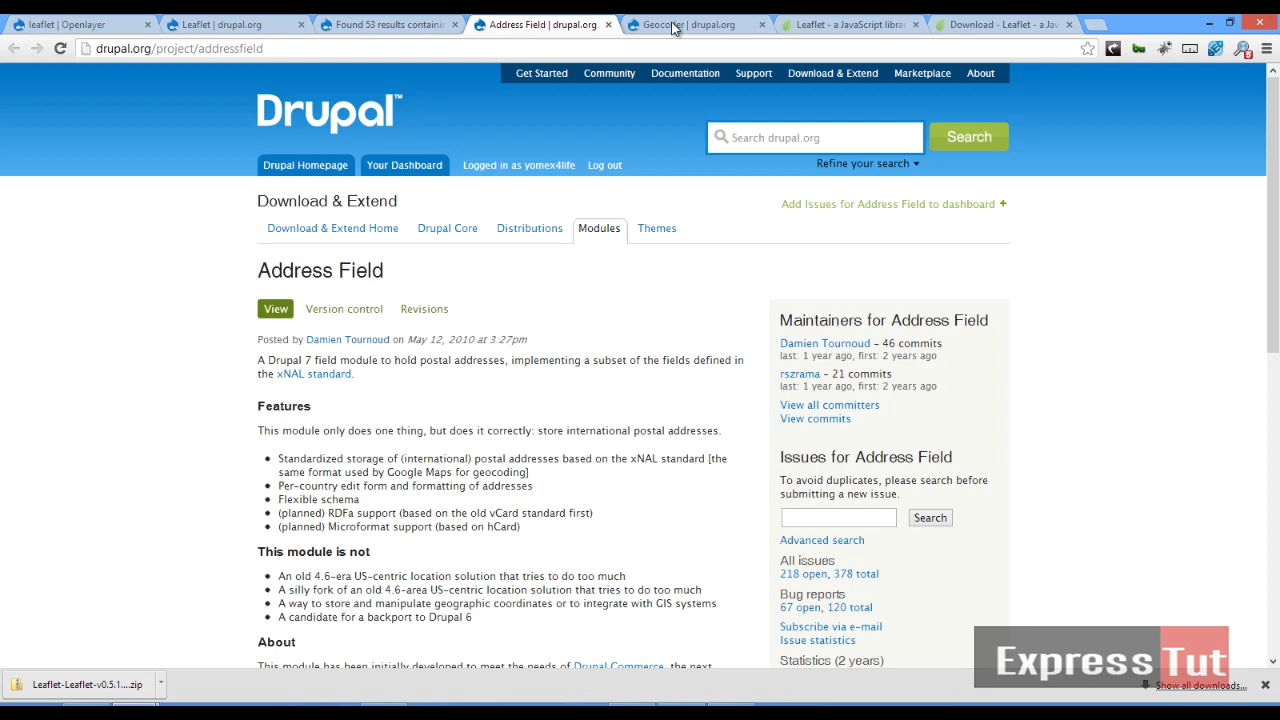 leaflet | Openlayer
Leaflet | drupal.org
Found 53 results containin
Address Field | drupal.org
Geocoder | drupal.org
Leaflet - a JavaScript libra
Download - Leaflet - a Jav
drupal.org/project/addressfield
Get Started
Community
Documentation
Support
Download & Extend
Marketplace
About
Drupal™
Search drupal.org
Search
Refine your search
Drupal Homepage
Your Dashboard
Logged in as yomex4life
Log out
Download & Extend
Add Issues for Address Field to dashboard +
Download & Extend Home
Drupal Core
Distributions
Modules
Themes
Address Field
View
Version control
Revisions
Posted by Damien Tournoud on May 12, 2010 at 3:27pm
A Drupal 7 field module to hold postal addresses, implementing a subset of the fields defined in
the xNAL standard.
Features
This module only does one thing, but does it correctly: store international postal addresses.
Standardized storage of (international) postal addresses based on the xNAL standard [the
same format used by Google Maps for geocoding]
Per-country edit form and formatting of addresses
Flexible schema
(planned) RDFa support (based on the old vCard standard first)
(planned) Microformat support (based on hCard)
This module is not
An old 4.6-era US-centric location solution that tries to do too much
A silly fork of an old 4.6-area US-centric location solution that tries to do too much
A way to store and manipulate geographic coordinates or to integrate with GIS systems
A candidate for a backport to Drupal 6
About
This module has been initially developed to meet the needs of Drupal Commerce, the next
Maintainers for Address Field
Damien Tournoud - 46 commits
last: 1 year ago, first: 2 years ago
rszrama - 21 commits
last: 1 year ago, first: 2 years ago
View all committers
View commits
Issues for Address Field
To avoid duplicates, please search before
submitting a new issue.
Search
Advanced search
All issues
218 open, 378 total
Bug reports
67 open, 120 total
Subscribe via e-mail
Issue statistics
Statistics (2 years)
Express Tut
Leaflet-Leaflet-v0.5.1....zip
Show all downloads...